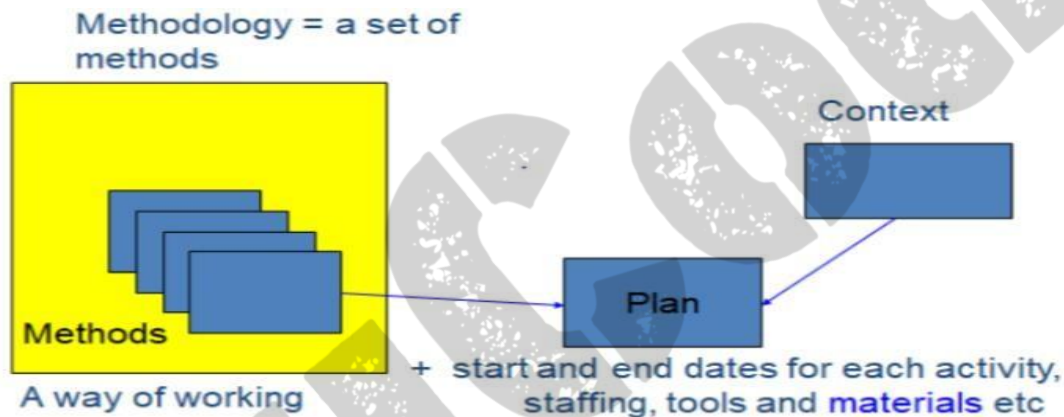 Methodology = a set of
methods
Context
Plan
Methods
A way of working
+ start and end dates for each activity,
staffing, tools and materials etc